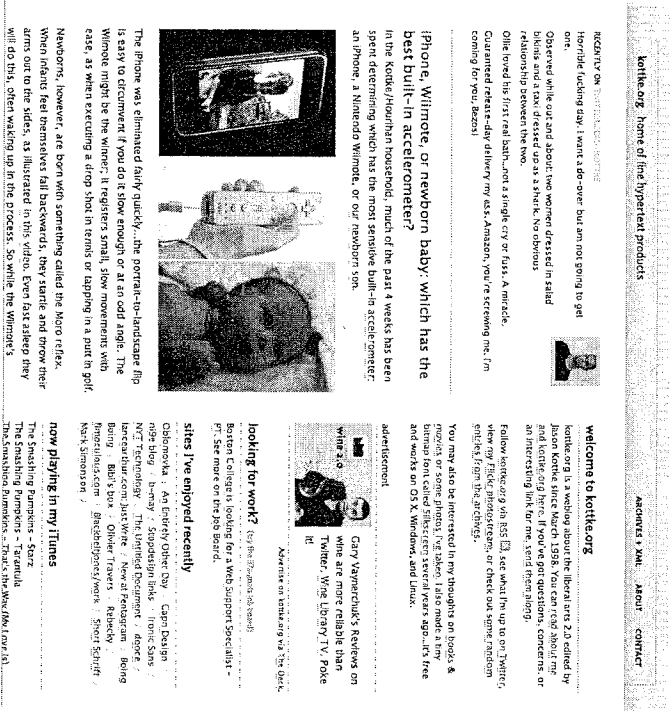 kottke.org home of fine hypertext products
ARCHIVES + XML ABOUT CONTACT
RECENTLY ON
Horrible fucking day. I want a do-over but am not going to get
one.
Observed while out and about: two women dressed in salad
bikinis and a taxi dressed up as a shark. No obvious
relationship between the two.
Ollie loved his first real bath...not a single cry or fuss. A miracle.
Guaranteed release-day delivery my ass. Amazon, you're screwing me. I'm
coming for you, Bezos!
iPhone, Wiimote, or newborn baby: which has the
best built-in accelerometer?
In the Kottke/Hourihan household, much of the past 4 weeks has been
spent determining which has the most sensitive built-in accelerometer:
an iPhone, a Nintendo Wiimote, or our newborn son.
The iPhone was eliminated fairly quickly...the portrait-to-landscape flip
is easy to circumvent if you do it slow enough or at an odd angle. The
Wiimote might be the winner; it registers small, slow movements with
ease, as when executing a drop shot in tennis or tapping in a putt in golf.
Newborns, however, are born with something called the Moro reflex.
When infants feel themselves fall backwards, they startle and throw their
arms out to the sides, as illustrated in this video. Even fast asleep they
will do this, often waking up in the process. So while the Wiimote's
welcome to kottke.org
kottke.org is a weblog about the liberal arts 2.0 edited by
Jason Kottke since March 1998. You can read about me
and kottke.org here. If you've got questions, concerns, or
an interesting link for me, send them along.
Follow kottke.org via RSS, see what I'm up to on Twitter,
view my Flickr photostream, or check out some random
entries from the archives.
You may also be interested in my thoughts on books &
movies or some photos I've taken. I also made a tiny
bitmap font called Silkscreen several years ago...it's free
and works on OS X, Windows, and Linux.
advertisement
wine 2.0
Gary Vaynerchuk's Reviews on
wine are more reliable than
Twitter. Wine Library TV. Poke
it!
Advertise on kottke.org via The Deck.
looking for work?
Boston College is looking for a Web Support Specialist -
PT. See more on the Job Board.
sites I've enjoyed recently
Oblomovka / An Entirely Other Day / Capn Design /
ni9e blog / b-may / Stopdesign links / Ironic Sans /
NYT Technology / The Untitled Document / dooce /
lancearthur.com: Just Write / New at Pentagram / Boing
Boing / Bibi's box / Oliver Travers / Rebecky /
filmoculous.com / Blackbeltjones/work / Short Schrift /
Mark Simonson /
now playing in my iTunes
The Smashing Pumpkins - Starz
The Smashing Pumpkins - Tarantula
The Smashing Pumpkins - That's the Way (My Love Is)